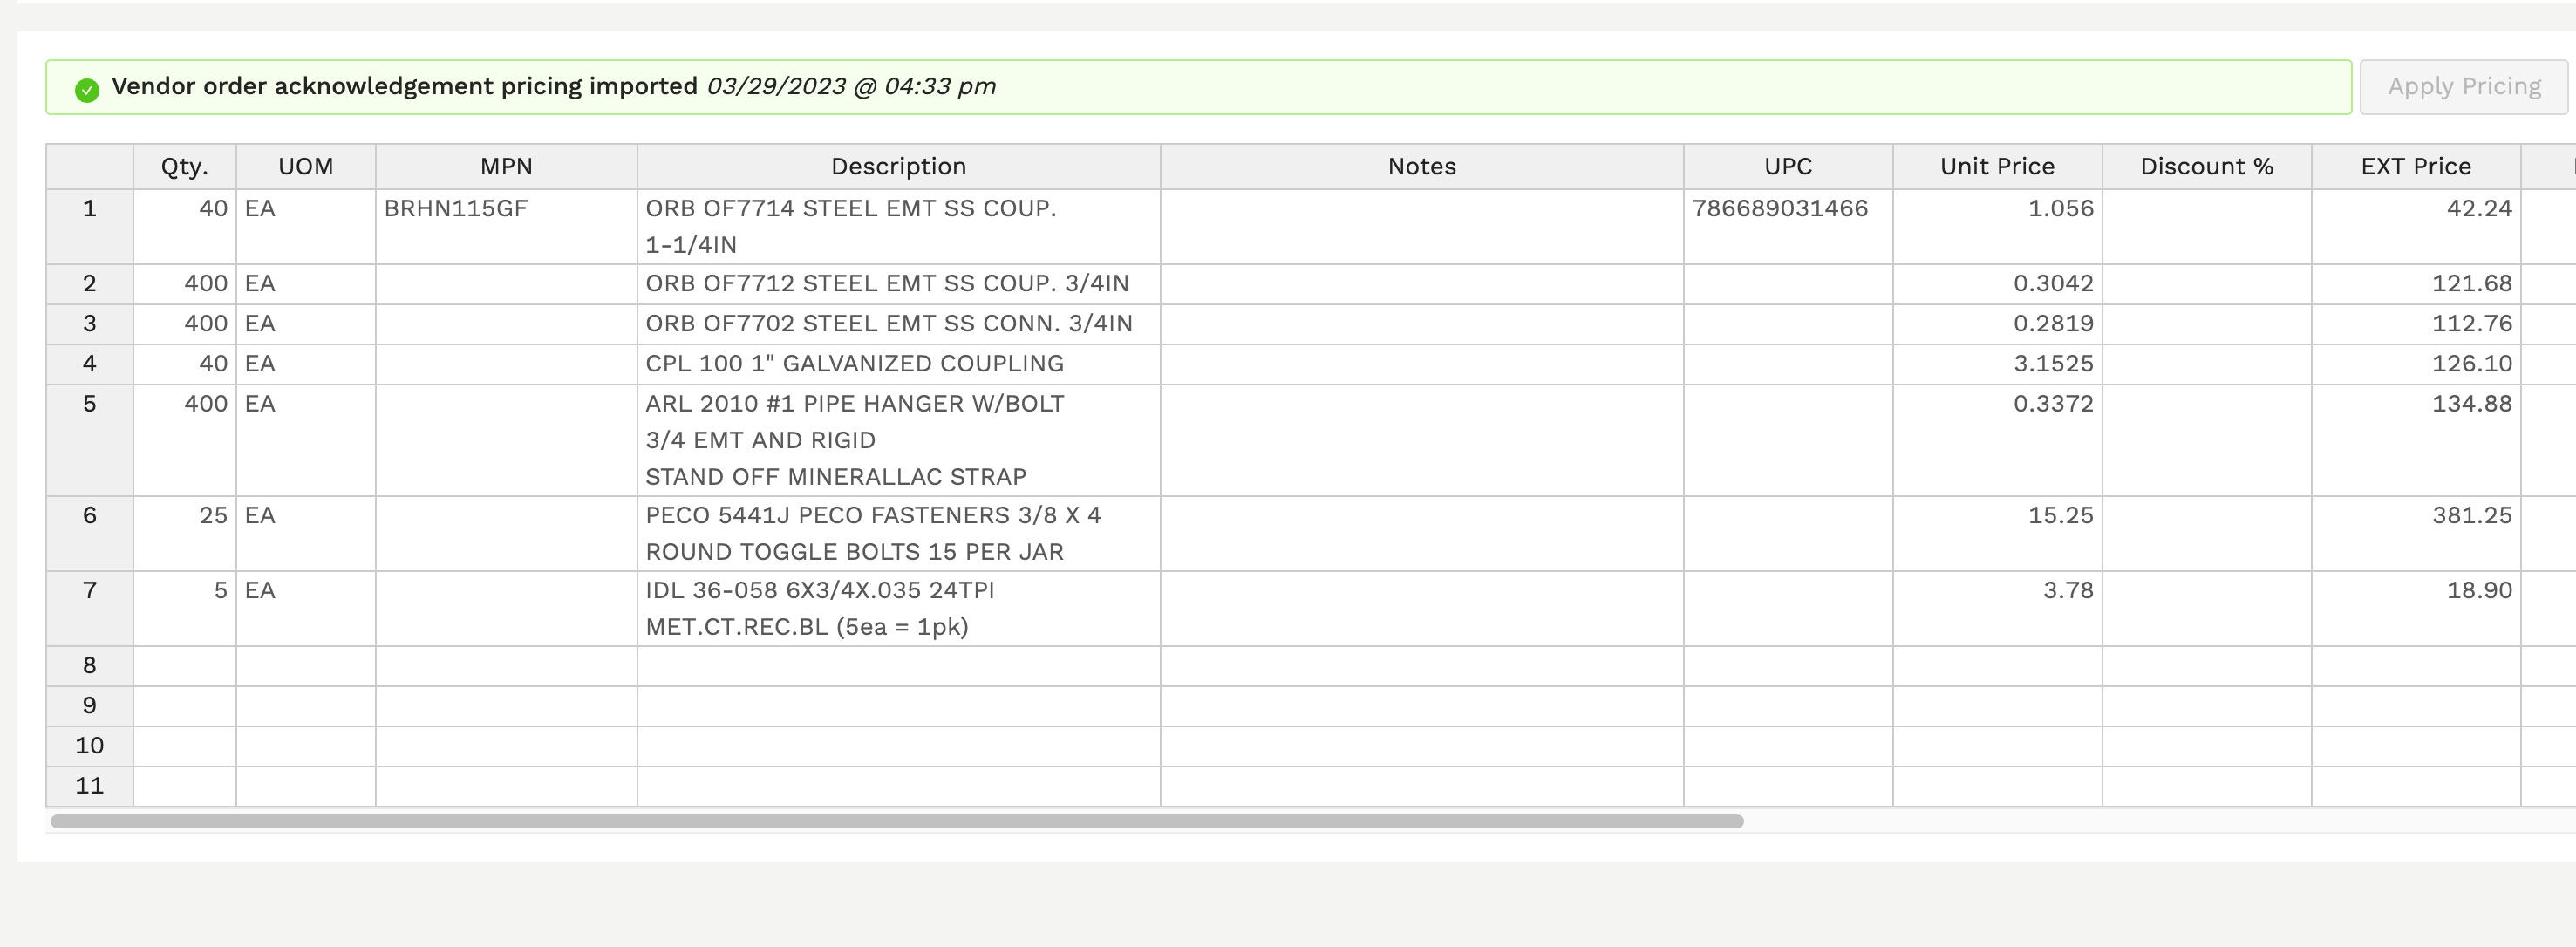 Vendor order acknowledgement pricing imported 03/29/2023 @ 04:33 pm
Apply Pricing
Qty. UOM MPN Description Notes UPC Unit Price Discount % EXT Price
1 40 EA BRHN115GF ORB OF7714 STEEL EMT SS COUP. 786689031466 1.056 42.24
1-1/4IN
2 400 EA ORB OF7712 STEEL EMT SS COUP. 3/4IN 0.3042 121.68
3 400 EA ORB OF7702 STEEL EMT SS CONN. 3/4IN 0.2819 112.76
4 40 EA CPL 100 1" GALVANIZED COUPLING 3.1525 126.10
5 400 EA ARL 2010 #1 PIPE HANGER W/BOLT 0.3372 134.88
3/4 EMT AND RIGID
STAND OFF MINERALLAC STRAP
6 25 EA PECO 5441J PECO FASTENERS 3/8 X 4 15.25 381.25
ROUND TOGGLE BOLTS 15 PER JAR
7 5 EA IDL 36-058 6X3/4X.035 24TPI 3.78 18.90
MET.CT.REC.BL (5ea = 1pk)
8
9
10
11